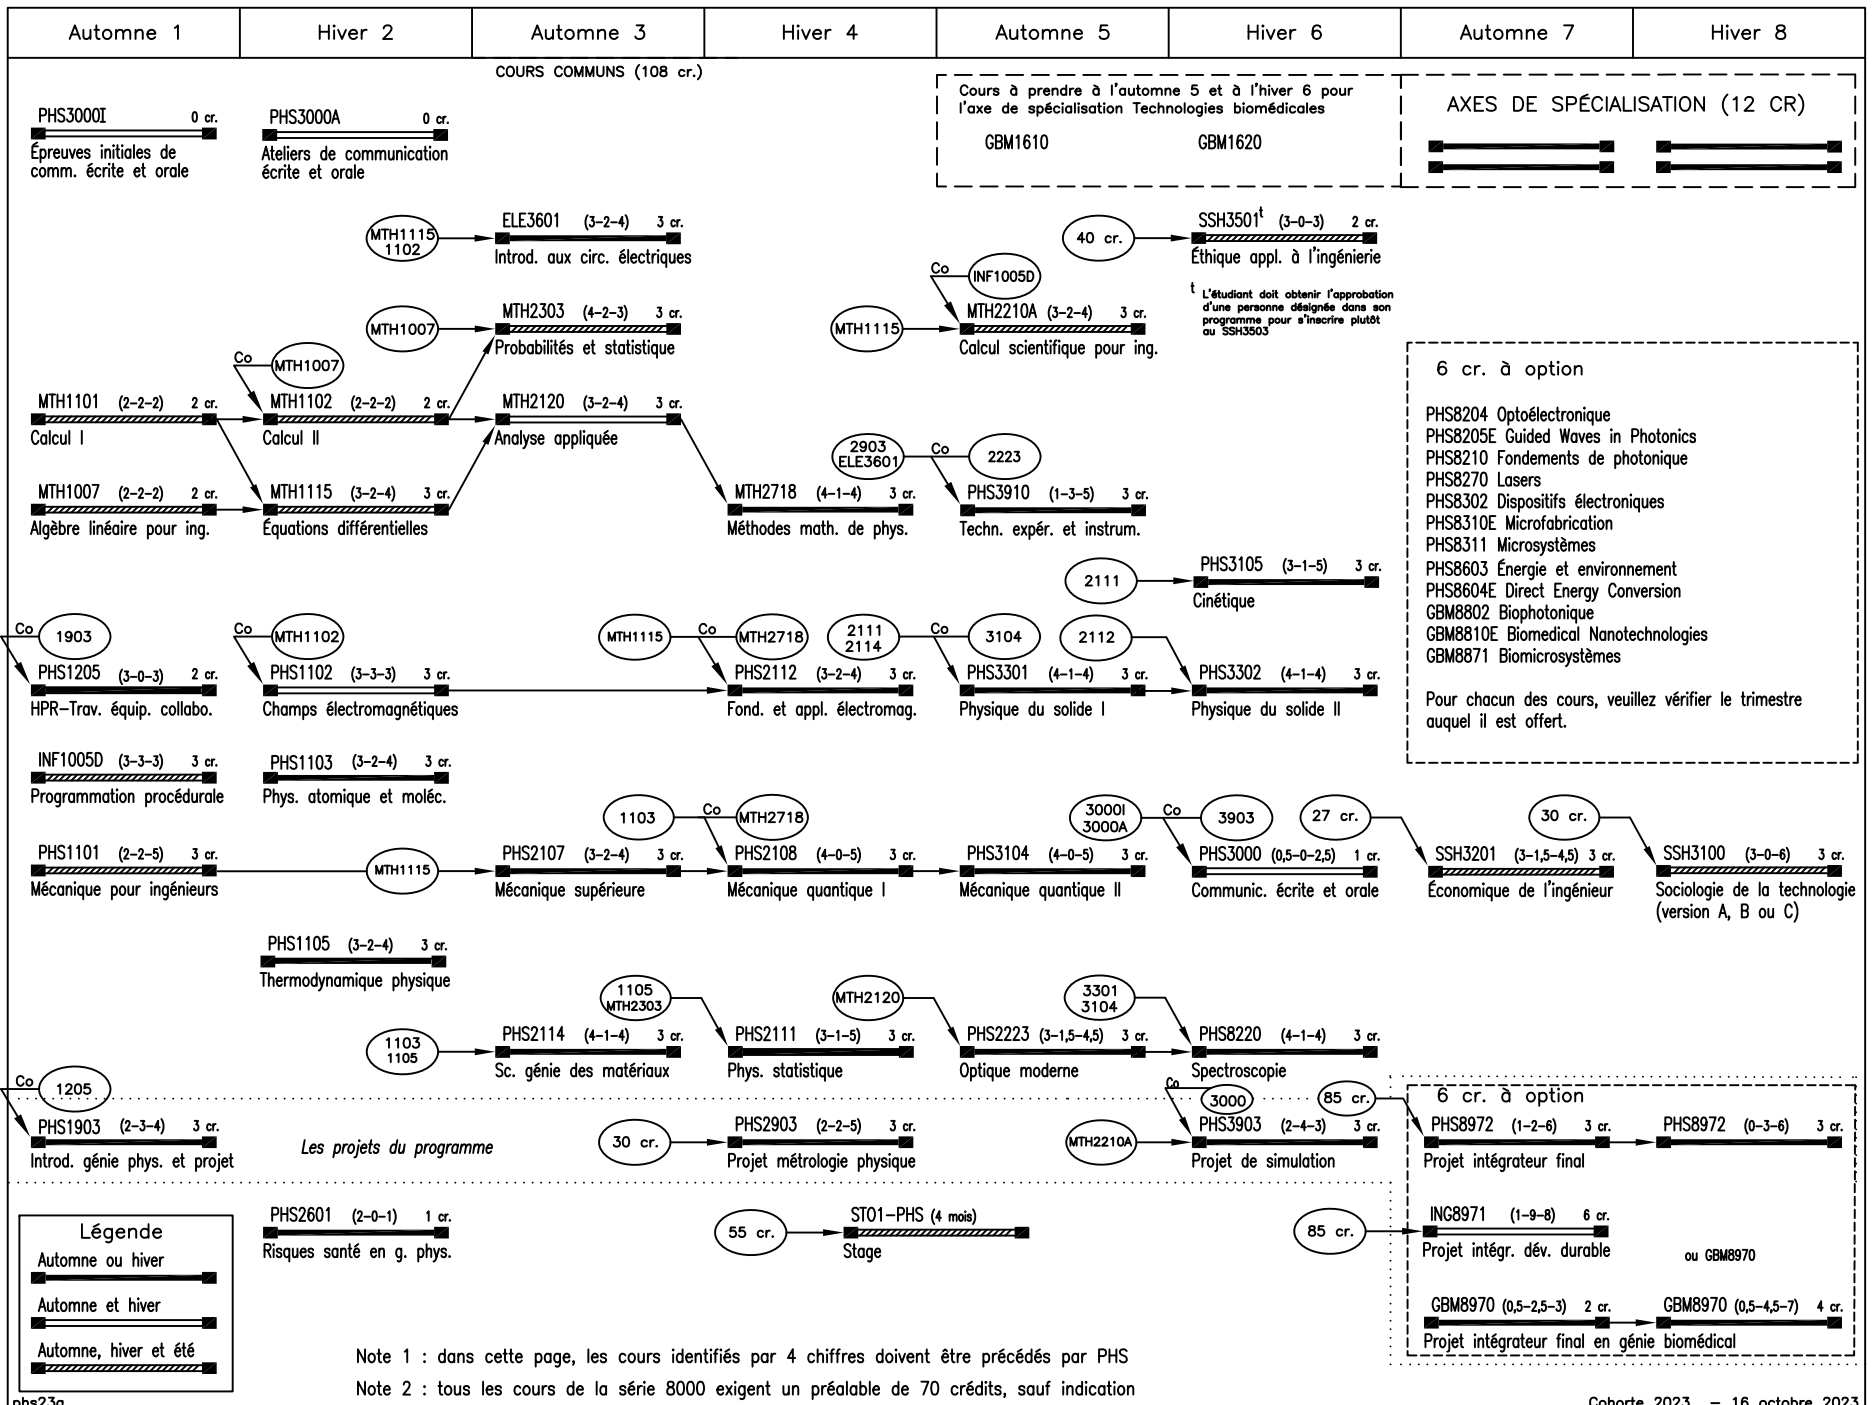 Automne 1
Hiver 2
Automne 3
Hiver 4
Automne 5
Hiver 6
Automne 7
Hiver 8
COURS COMMUNS (108 cr.)
Cours à prendre à l'automne 5 et à l'hiver 6 pour
l'axe de spécialisation Technologies biomédicales
GBM1610
GBM1620
AXES DE SPÉCIALISATION (12 CR)
PHS3000I 0 cr.
Épreuves initiales de
comm. écrite et orale
PHS3000A 0 cr.
Ateliers de communication
écrite et orale
MTH1115
1102
ELE3601 (3-2-4) 3 cr.
Introd. aux circ. électriques
40 cr.
SSH3501t (3-0-3) 2 cr.
Éthique appl. à l'ingénierie
t L'étudiant doit obtenir l'approbation
d'une personne désignée dans son
programme pour s'inscrire plutôt
au SSH3503
MTH1007
MTH2303 (4-2-3) 3 cr.
Probabilités et statistique
Co
INF1005D
MTH1115
MTH2210A (3-2-4) 3 cr.
Calcul scientifique pour ing.
MTH1101 (2-2-2) 2 cr.
Calcul I
Co
MTH1007
MTH1102 (2-2-2) 2 cr.
Calcul II
MTH2120 (3-2-4) 3 cr.
Analyse appliquée
MTH1007 (2-2-2) 2 cr.
Algèbre linéaire pour ing.
MTH1115 (3-2-4) 3 cr.
Équations différentielles
MTH2718 (4-1-4) 3 cr.
Méthodes math. de phys.
2903
ELE3601
Co
2223
PHS3910 (1-3-5) 3 cr.
Techn. expér. et instrum.
2111
PHS3105 (3-1-5) 3 cr.
Cinétique
6 cr. à option
PHS8204 Optoélectronique
PHS8205E Guided Waves in Photonics
PHS8210 Fondements de photonique
PHS8270 Lasers
PHS8302 Dispositifs électroniques
PHS8310E Microfabrication
PHS8311 Microsystèmes
PHS8603 Énergie et environnement
PHS8604E Direct Energy Conversion
GBM8802 Biophotonique
GBM8810E Biomedical Nanotechnologies
GBM8871 Biomicrosystèmes
Pour chacun des cours, veuillez vérifier le trimestre
auquel il est offert.
Co
1903
PHS1205 (3-0-3) 2 cr.
HPR-Trav. équip. collabo.
Co
MTH1102
PHS1102 (3-3-3) 3 cr.
Champs électromagnétiques
MTH1115
Co
MTH2718
PHS2112 (3-2-4) 3 cr.
Fond. et appl. électromag.
2111
2114
Co
3104
PHS3301 (4-1-4) 3 cr.
Physique du solide I
2112
PHS3302 (4-1-4) 3 cr.
Physique du solide II
INF1005D (3-3-3) 3 cr.
Programmation procédurale
PHS1103 (3-2-4) 3 cr.
Phys. atomique et moléc.
PHS1101 (2-2-5) 3 cr.
Mécanique pour ingénieurs
MTH1115
PHS2107 (3-2-4) 3 cr.
Mécanique supérieure
1103
Co
MTH2718
PHS2108 (4-0-5) 3 cr.
Mécanique quantique I
PHS3104 (4-0-5) 3 cr.
Mécanique quantique II
3000I
3000A
Co
3903
PHS3000 (0,5-0-2,5) 1 cr.
Communic. écrite et orale
27 cr.
SSH3201 (3-1,5-4,5) 3 cr.
Économique de l'ingénieur
30 cr.
SSH3100 (3-0-6) 3 cr.
Sociologie de la technologie
(version A, B ou C)
PHS1105 (3-2-4) 3 cr.
Thermodynamique physique
1103
1105
PHS2114 (4-1-4) 3 cr.
Sc. génie des matériaux
1105
MTH2303
PHS2111 (3-1-5) 3 cr.
Phys. statistique
MTH2120
PHS2223 (3-1,5-4,5) 3 cr.
Optique moderne
3301
3104
PHS8220 (4-1-4) 3 cr.
Spectroscopie
Co
1205
PHS1903 (2-3-4) 3 cr.
Introd. génie phys. et projet
Les projets du programme
30 cr.
PHS2903 (2-2-5) 3 cr.
Projet métrologie physique
MTH2210A
Co
3000
PHS3903 (2-4-3) 3 cr.
Projet de simulation
85 cr.
6 cr. à option
PHS8972 (1-2-6) 3 cr.
Projet intégrateur final
PHS8972 (0-3-6) 3 cr.
PHS2601 (2-0-1) 1 cr.
Risques santé en g. phys.
55 cr.
ST01-PHS (4 mois)
Stage
85 cr.
ING8971 (1-9-8) 6 cr.
Projet intégr. dév. durable
ou GBM8970
GBM8970 (0,5-2,5-3) 2 cr.
GBM8970 (0,5-4,5-7) 4 cr.
Projet intégrateur final en génie biomédical
Légende
Automne ou hiver
Automne et hiver
Automne, hiver et été
Note 1 : dans cette page, les cours identifiés par 4 chiffres doivent être précédés par PHS
Note 2 : tous les cours de la série 8000 exigent un préalable de 70 crédits, sauf indication
phs23a
Cohorte 2023 - 16 octobre 2023